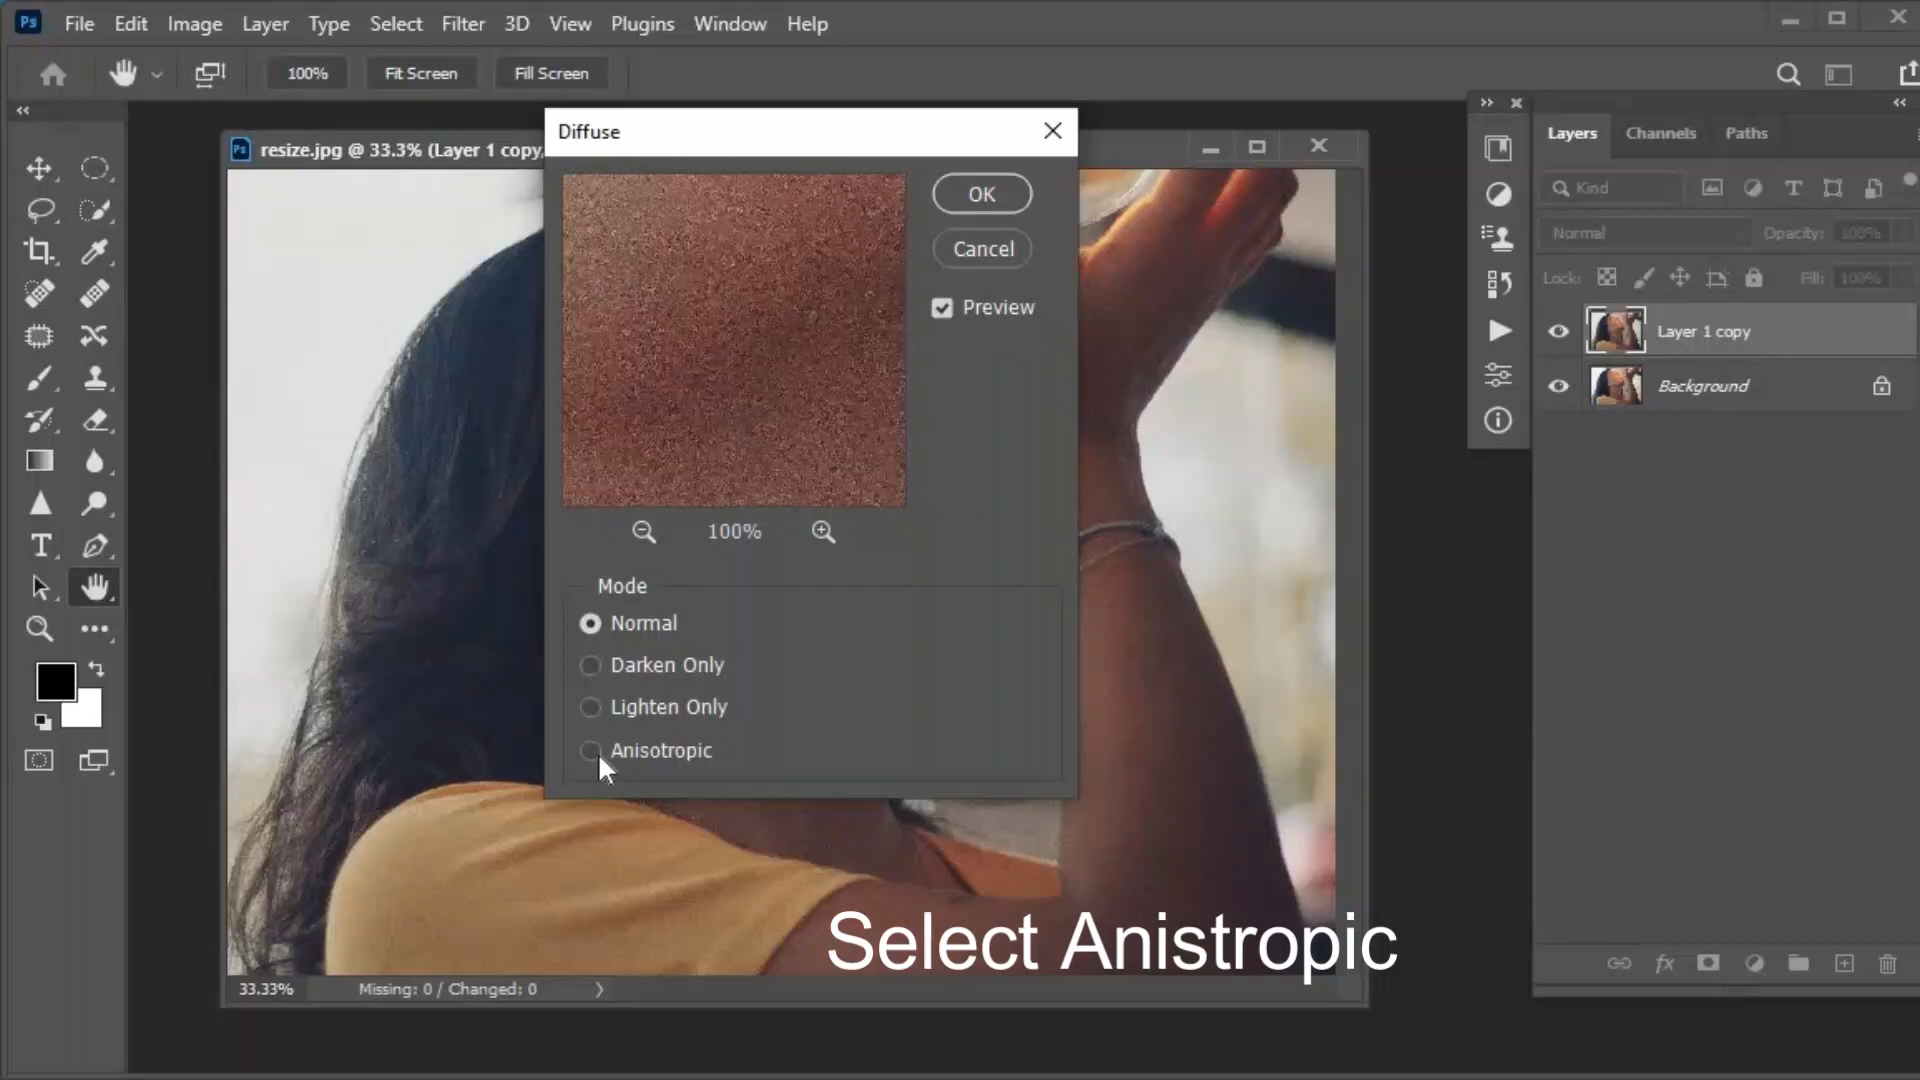 Ps File Edit Image Layer Type Select Filter 3D View Plugins Window Help
100% Fit Screen Fill Screen
Diffuse
Ps resize.jpg @ 33.3% (Layer 1 copy,
OK
Cancel
Preview
100%
Mode
Normal
Darken Only
Lighten Only
Anisotropic
Layers Channels Paths
Kind
Normal Opacity: 100%
Lock: Fill: 100%
Layer 1 copy
Background
Select Anistropic
33.33% Missing: 0 / Changed: 0